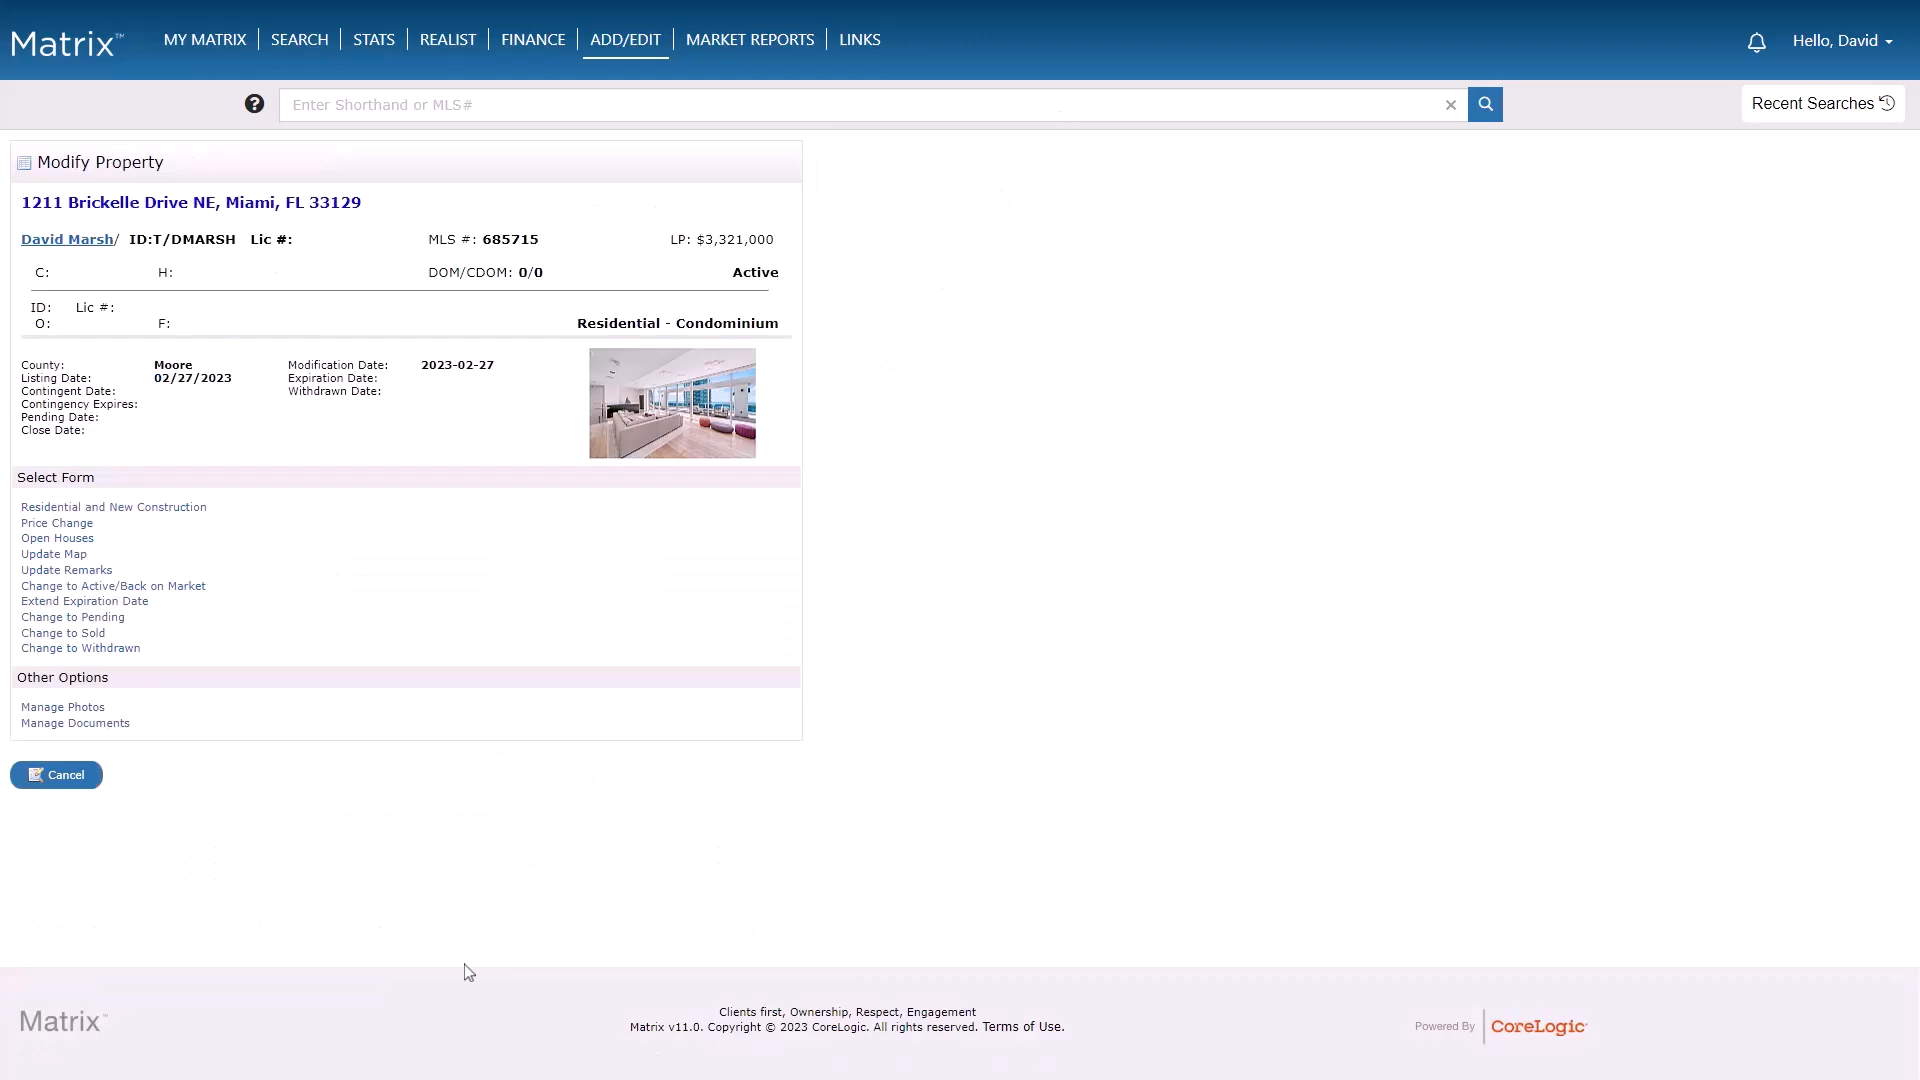 Matrix™
MY MATRIX
SEARCH
STATS
REALIST
FINANCE
ADD/EDIT
MARKET REPORTS
LINKS
Hello, David
Enter Shorthand or MLS#
Recent Searches
Modify Property
1211 Brickelle Drive NE, Miami, FL 33129
David Marsh/ ID:T/DMARSH Lic #: MLS #: 685715 LP: $3,321,000
C: H: DOM/CDOM: 0/0 Active
ID: Lic #:
O: F: Residential - Condominium
County: Moore Modification Date: 2023-02-27
Listing Date: 02/27/2023 Expiration Date:
Contingent Date: Withdrawn Date:
Contingency Expires:
Pending Date:
Close Date:
Select Form
Residential and New Construction
Price Change
Open Houses
Update Map
Update Remarks
Change to Active/Back on Market
Extend Expiration Date
Change to Pending
Change to Sold
Change to Withdrawn
Other Options
Manage Photos
Manage Documents
Cancel
Matrix™
Clients first, Ownership, Respect, Engagement
Matrix v11.0. Copyright © 2023 CoreLogic. All rights reserved. Terms of Use.
Powered By CoreLogic